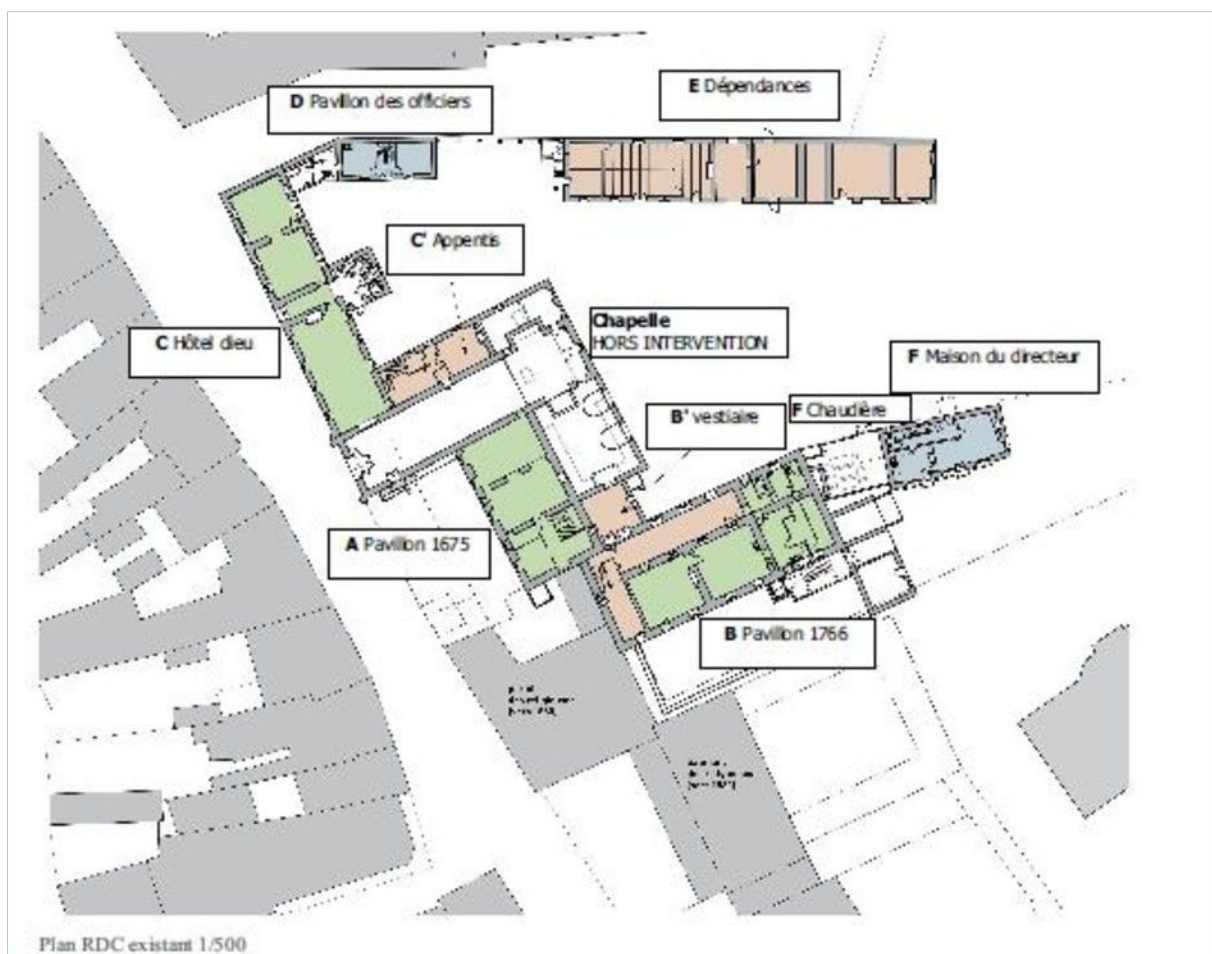 E Dépendances
D Pavillon des officiers
C' Appentis
Chapelle
HORS INTERVENTION
C Hôtel dieu
F Maison du directeur
F Chaudière
B' vestiaire
A Pavillon 1675
B Pavillon 1766
Plan RDC existant 1/500